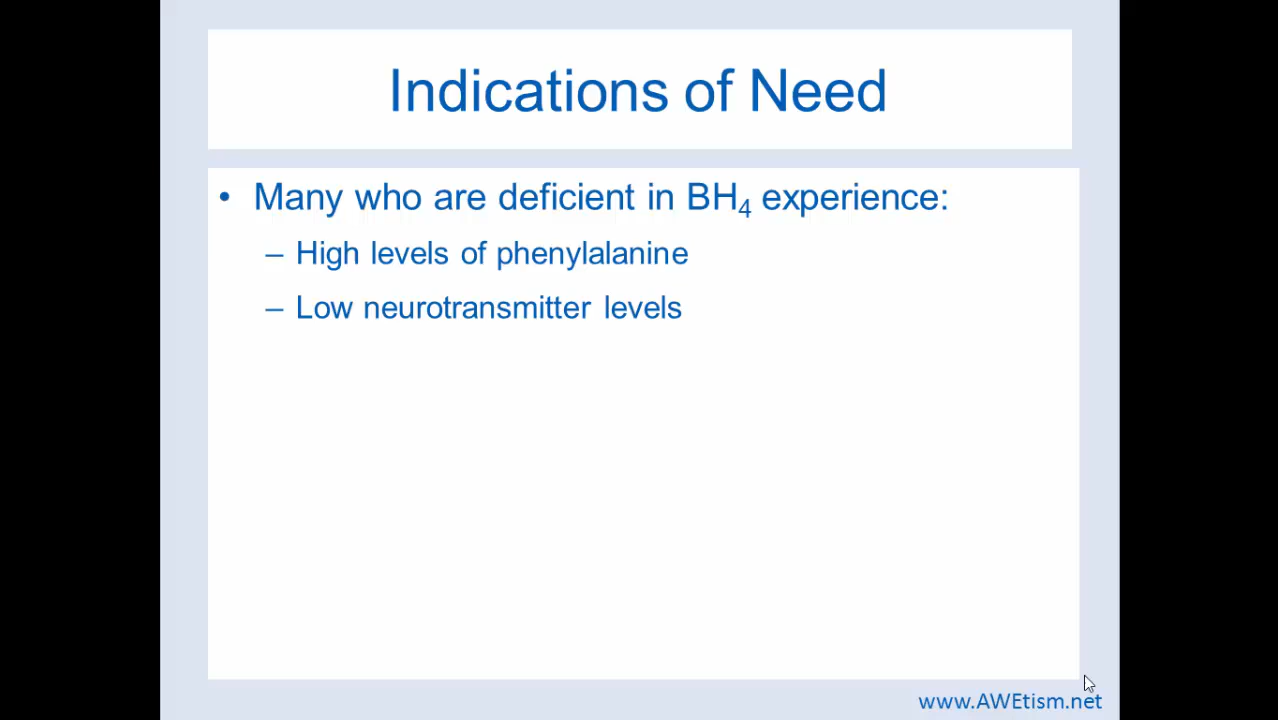 Indications of Need
• Many who are deficient in BH₄ experience:
– High levels of phenylalanine
– Low neurotransmitter levels
www.AWEtism.net